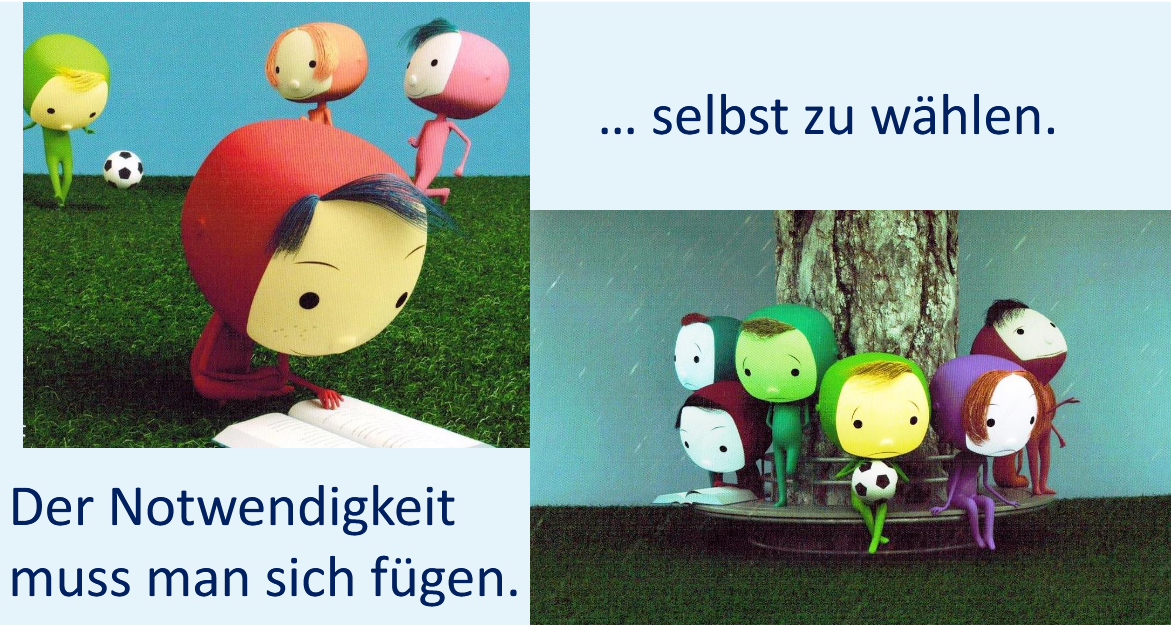 ... selbst zu wählen.
Der Notwendigkeit
muss man sich fügen.